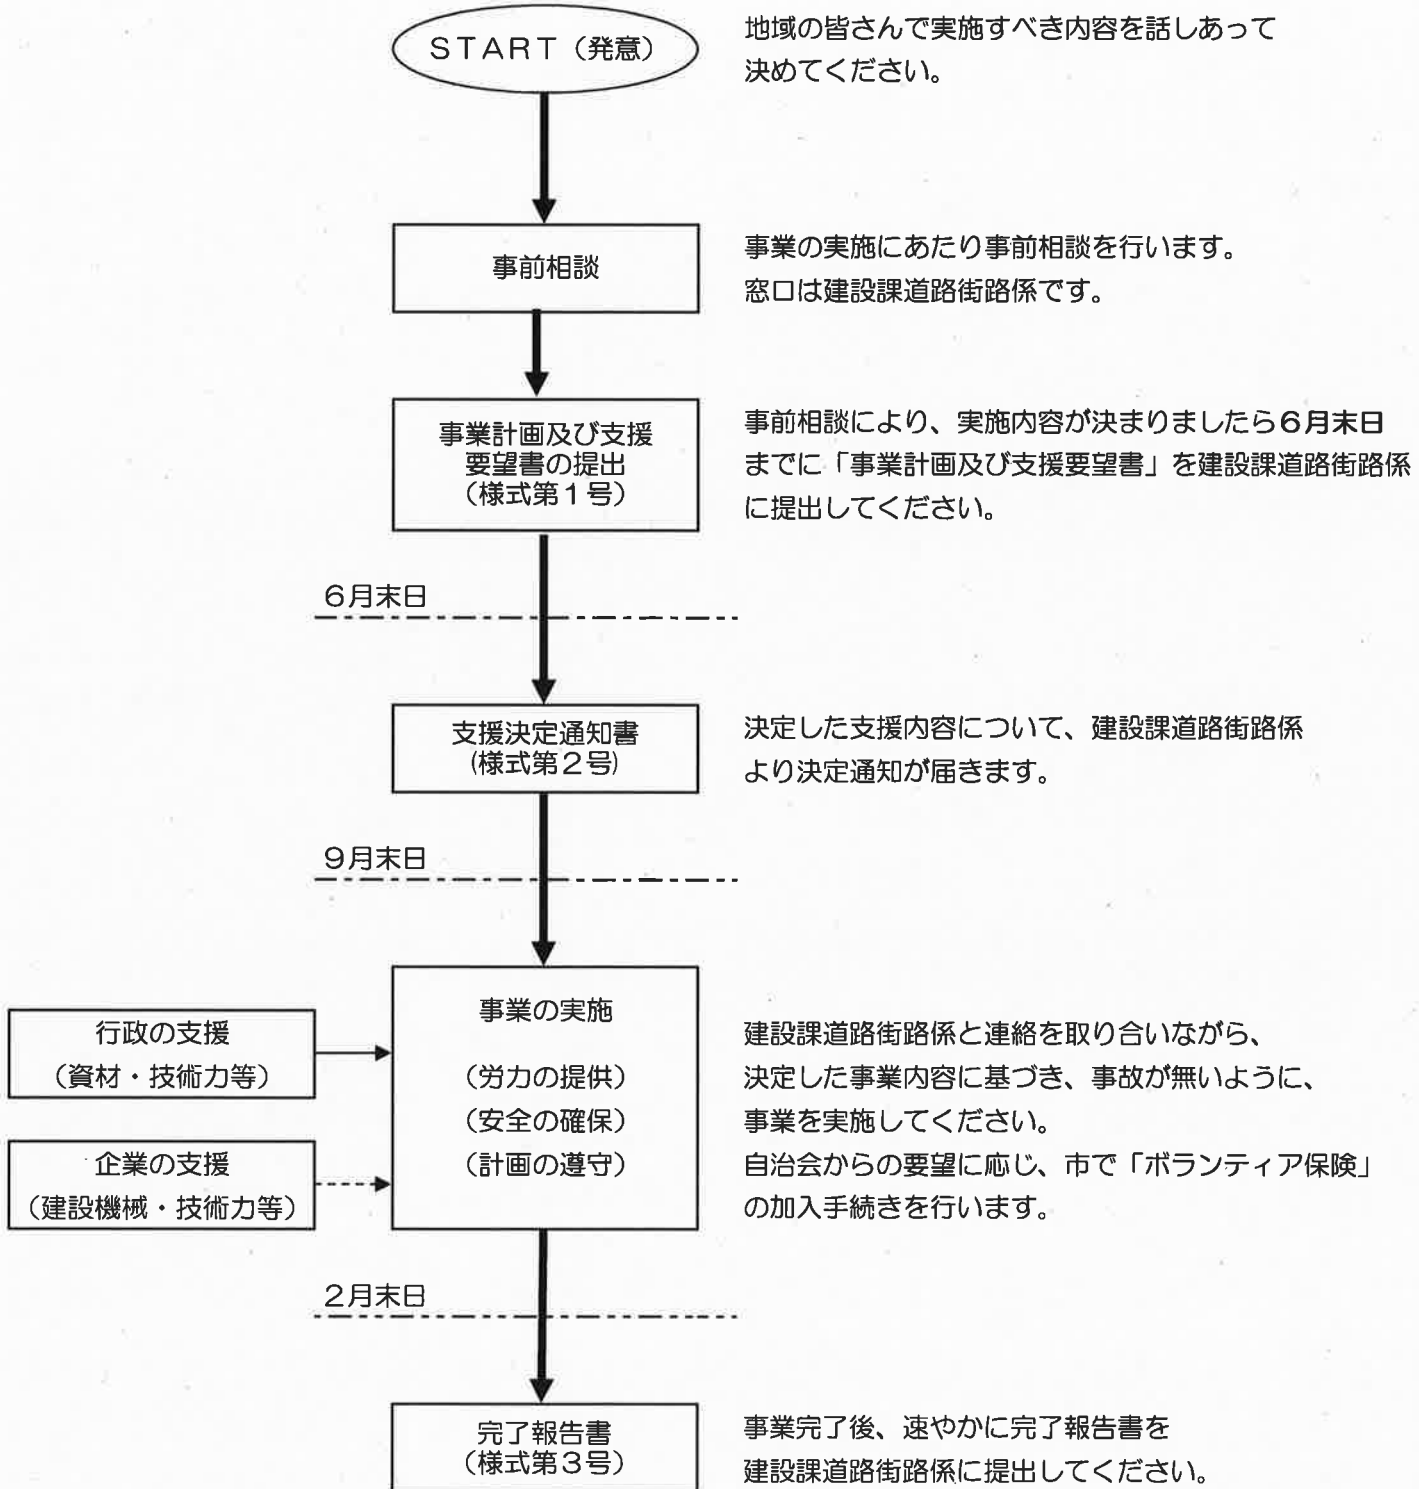 START（発意）
地域の皆さんで実施すべき内容を話しあって
決めてください。
事前相談
事業の実施にあたり事前相談を行います。
窓口は建設課道路街路係です。
事業計画及び支援
要望書の提出
（様式第１号）
事前相談により、実施内容が決まりましたら６月末日
までに「事業計画及び支援要望書」を建設課道路街路係
に提出してください。
６月末日
支援決定通知書
(様式第２号)
決定した支援内容について、建設課道路街路係
より決定通知が届きます。
９月末日
行政の支援
（資材・技術力等）
企業の支援
（建設機械・技術力等）
事業の実施
（労力の提供）
（安全の確保）
（計画の遵守）
建設課道路街路係と連絡を取り合いながら、
決定した事業内容に基づき、事故が無いように、
事業を実施してください。
自治会からの要望に応じ、市で「ボランティア保険」
の加入手続きを行います。
２月末日
完了報告書
（様式第３号）
事業完了後、速やかに完了報告書を
建設課道路街路係に提出してください。